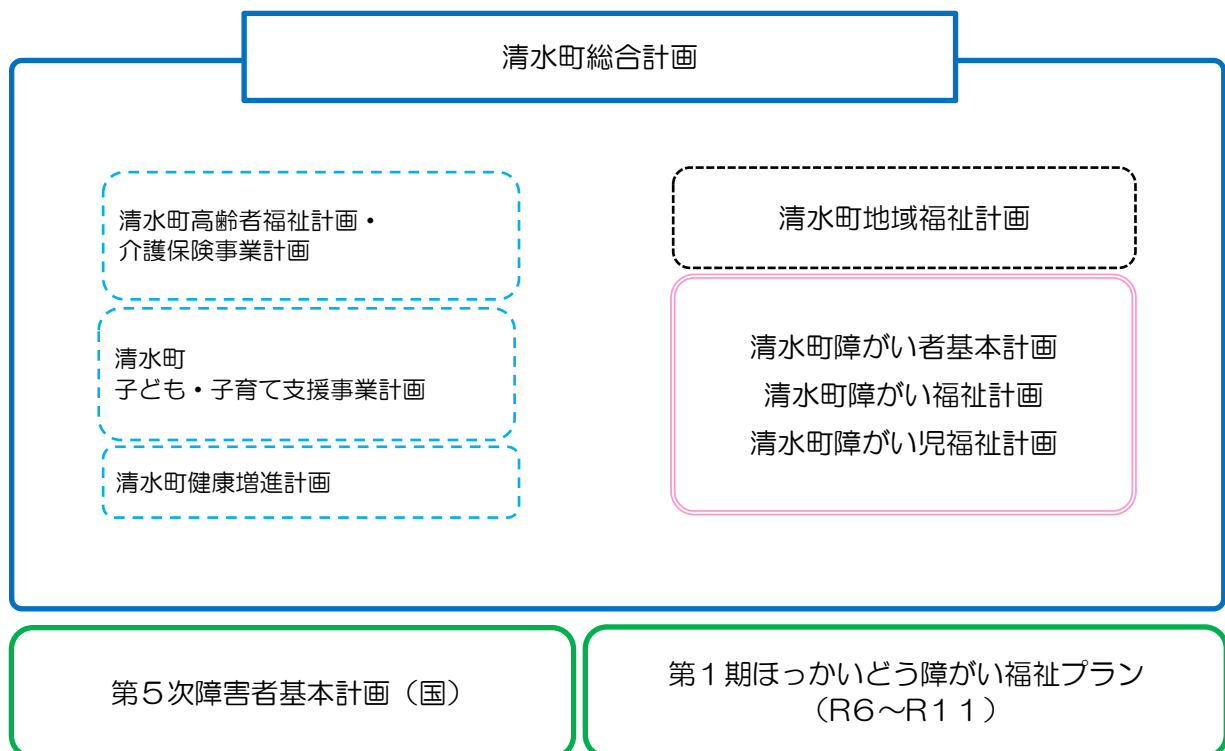 清水町総合計画
清水町高齢者福祉計画・
介護保険事業計画
清水町
子ども・子育て支援事業計画
清水町健康増進計画
清水町地域福祉計画
清水町障がい者基本計画
清水町障がい福祉計画
清水町障がい児福祉計画
第５次障害者基本計画（国）
第１期ほっかいどう障がい福祉プラン
（R６～R１１）